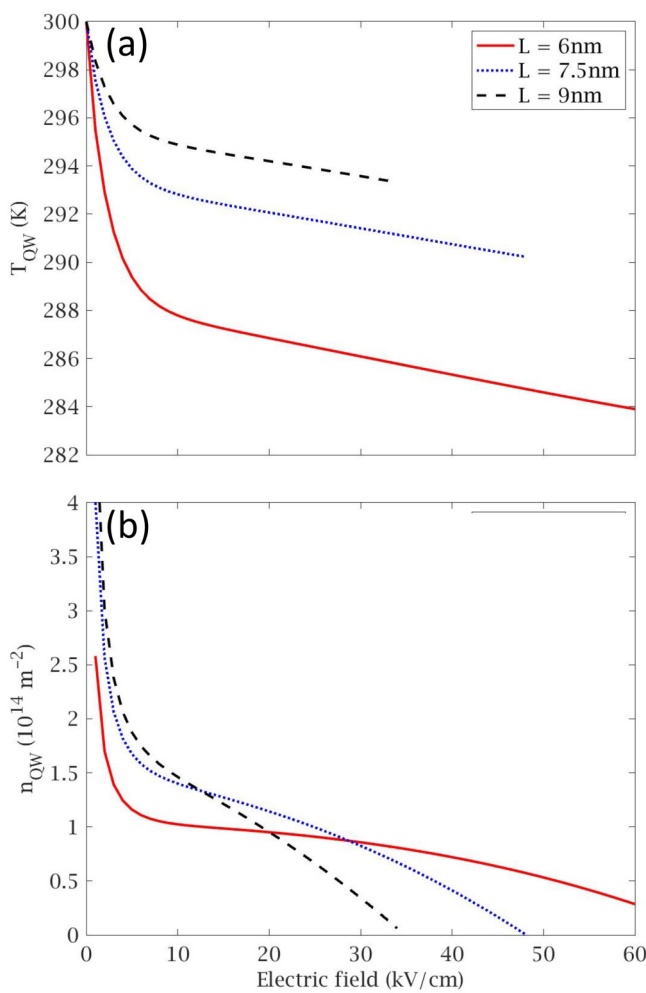 (a)
L = 6nm
L = 7.5nm
L = 9nm
300
298
296
294
292
290
288
286
284
282
T_QW (K)
(b)
4
3.5
3
2.5
2
1.5
1
0.5
0
n_QW (10^14 m^−2)
0 10 20 30 40 50 60
Electric field (kV/cm)